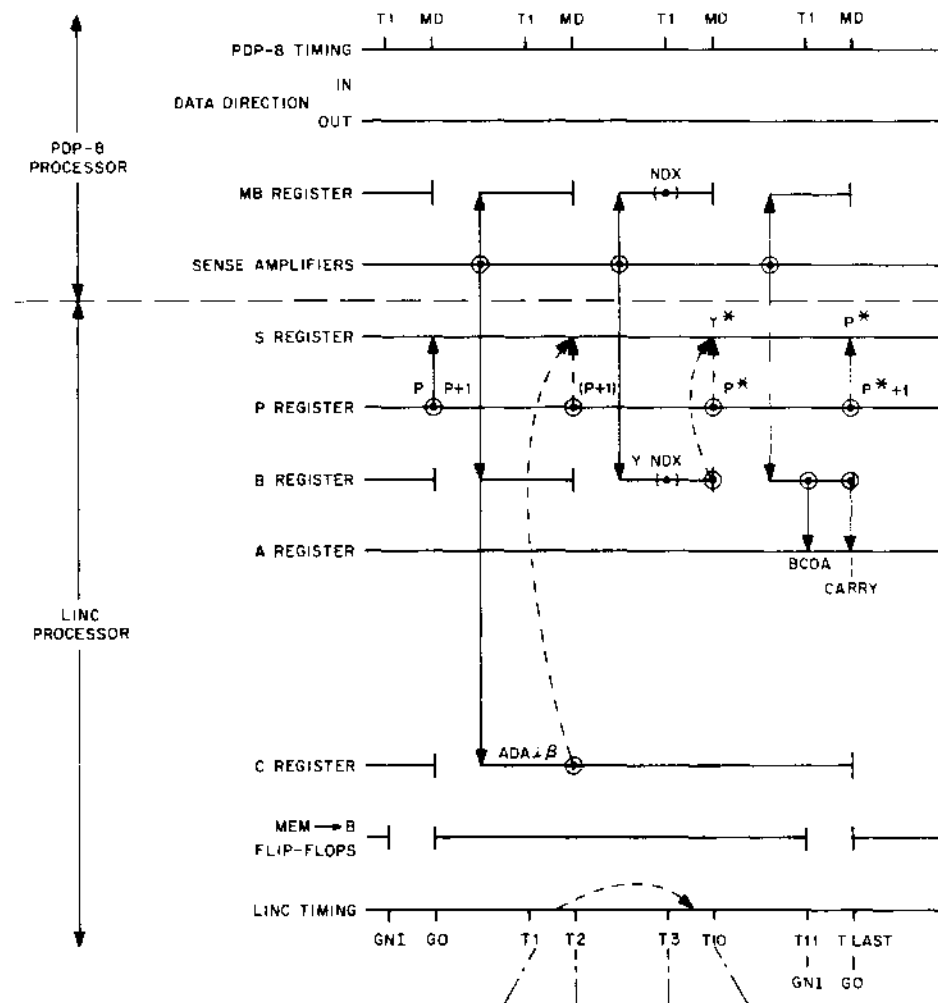 T1 MD T1 MD T1 MD T1 MD
PDP-8 TIMING
IN
DATA DIRECTION
OUT
PDP-8
PROCESSOR
NDX
MB REGISTER
SENSE AMPLIFIERS
Y* P*
S REGISTER
P P+1 (P+1) P* P*+1
P REGISTER
Y NDX
B REGISTER
A REGISTER
BCOA
CARRY
LINC
PROCESSOR
ADA i β
C REGISTER
MEM → B
FLIP-FLOPS
LINC TIMING
GNI GO T1 T2 T3 T10 T11 T LAST
GNI GO